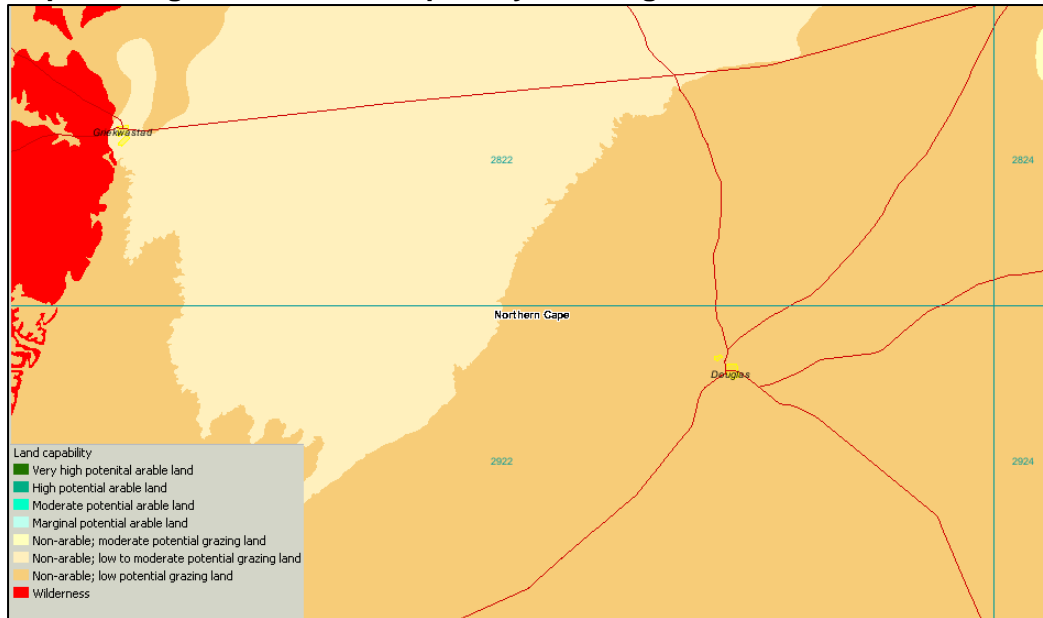 Griekwastad
2822
2824
Northern Cape
Douglas
2922
2924
Land capability
Very high potenital arable land
High potential arable land
Moderate potential arable land
Marginal potential arable land
Non-arable; moderate potential grazing land
Non-arable; low to moderate potential grazing land
Non-arable; low potential grazing land
Wilderness